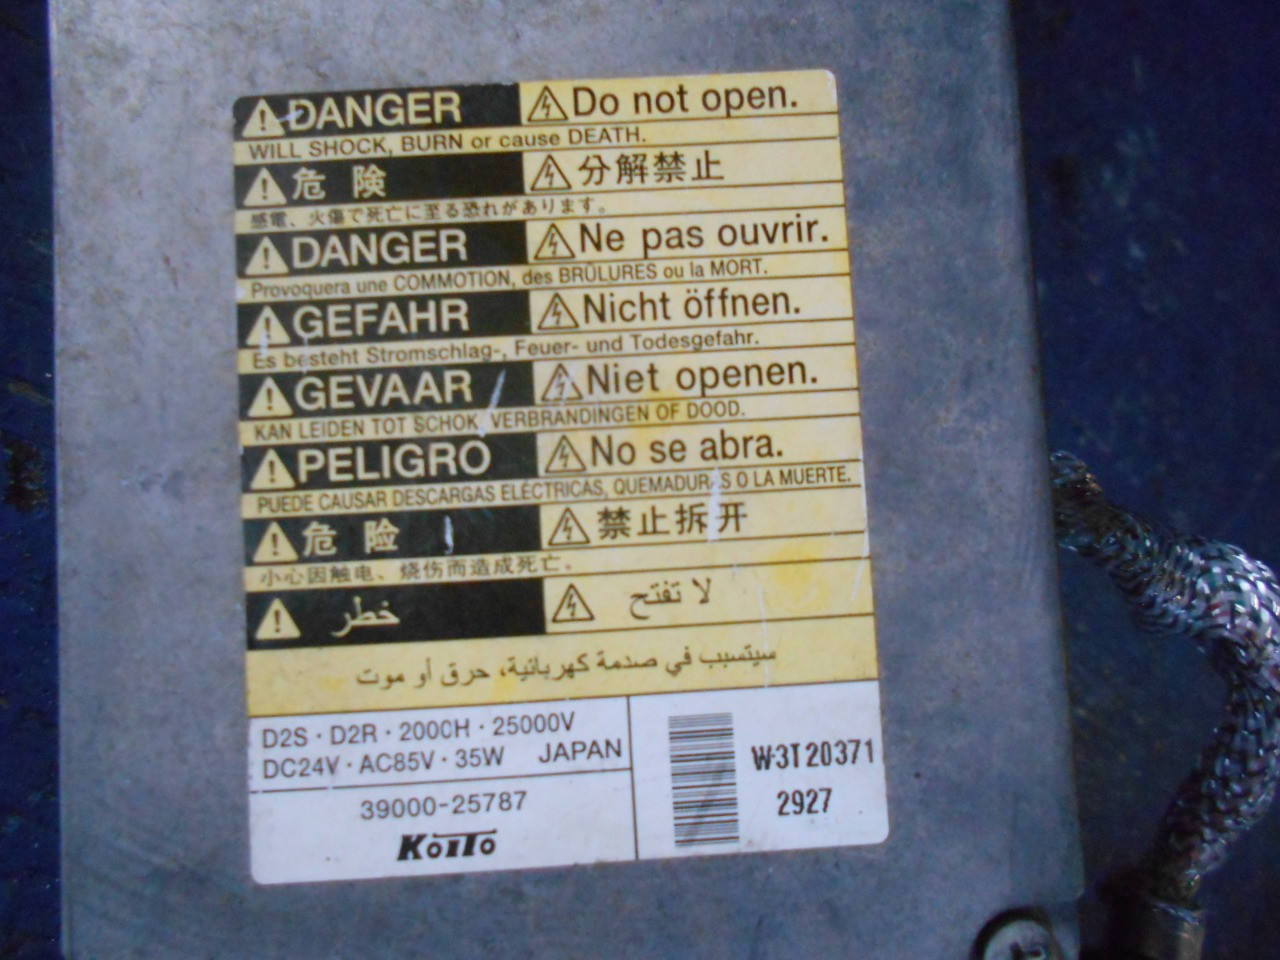 DANGER Do not open.
WILL SHOCK, BURN or cause DEATH.
危険 分解禁止
感電、火傷で死亡に至る恐れがあります。
DANGER Ne pas ouvrir.
Provoquera une COMMOTION, des BRÛLURES ou la MORT.
GEFAHR Nicht öffnen.
Es besteht Stromschlag-, Feuer- und Todesgefahr.
GEVAAR Niet openen.
KAN LEIDEN TOT SCHOK, VERBRANDINGEN OF DOOD.
PELIGRO No se abra.
PUEDE CAUSAR DESCARGAS ELÉCTRICAS, QUEMADURAS O LA MUERTE.
危险 禁止拆开
小心因触电、烧伤而造成死亡。
خطر لا تفتح
سيتسبب في صدمة كهربائية، حرق أو موت
D2S · D2R · 2000H · 25000V
DC24V · AC85V · 35W JAPAN
39000-25787
KOITO
W-3T20371
2927